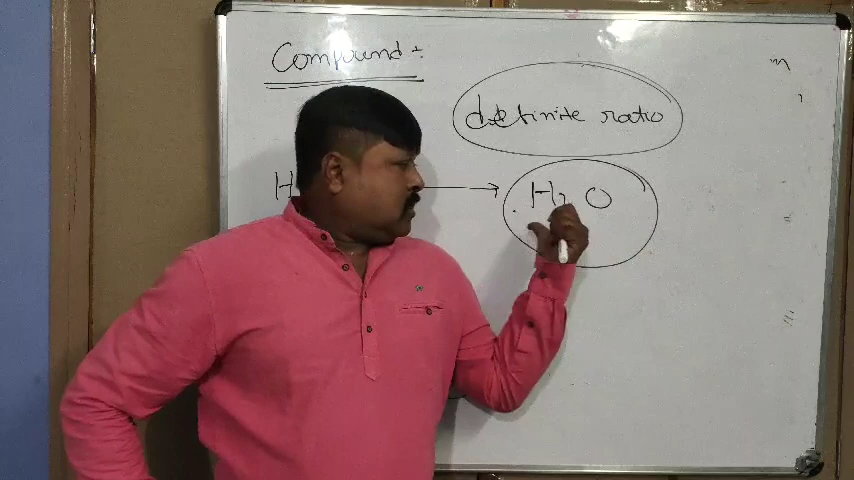 Compound :
definite ratio
H → H₂O